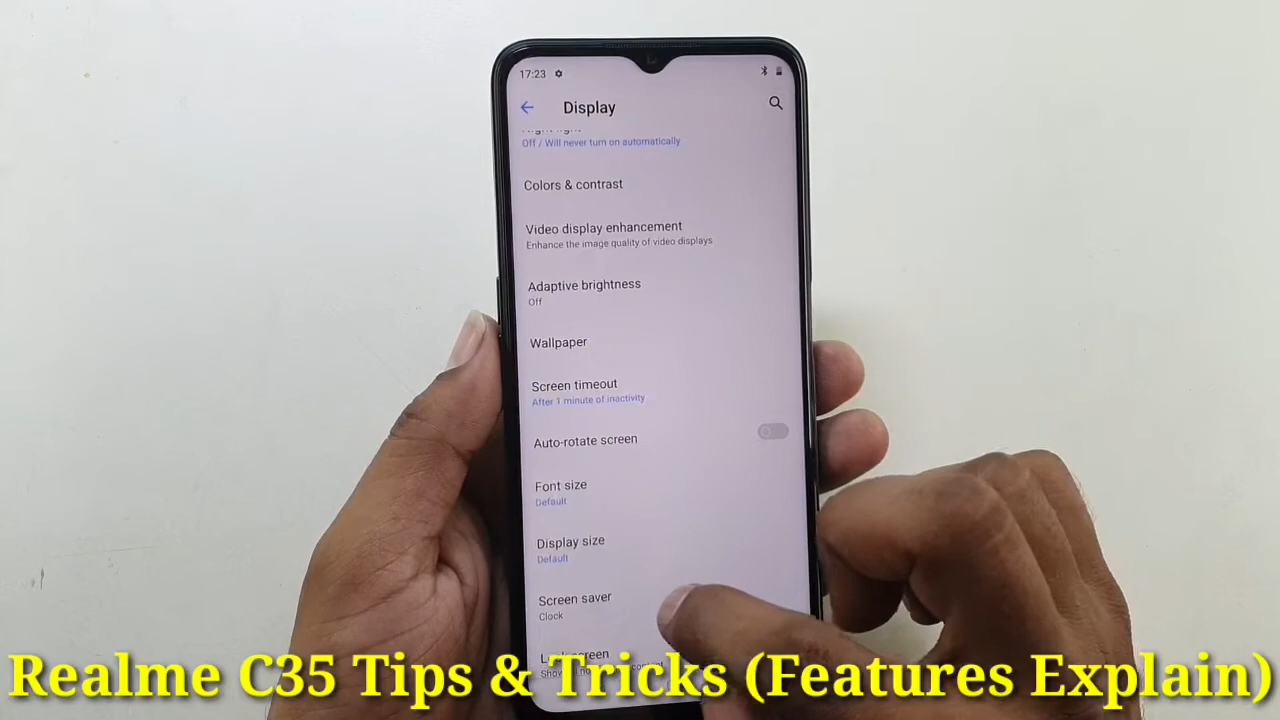 17:23
Display
Off / Will never turn on automatically
Colors & contrast
Video display enhancement
Enhance the image quality of video displays
Adaptive brightness
Off
Wallpaper
Screen timeout
After 1 minute of inactivity
Auto-rotate screen
Font size
Default
Display size
Default
Screen saver
Clock
screen
Realme C35 Tips & Tricks (Features Explain)